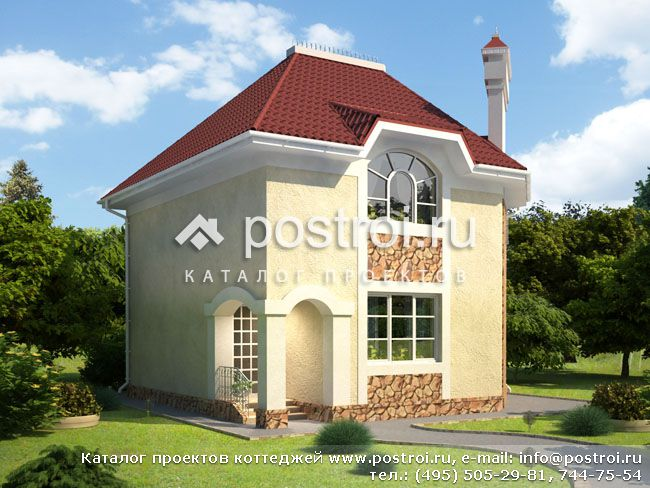 postroi.ru
КАТАЛОГ ПРОЕКТОВ
Каталог проектов коттеджей www.postroi.ru, e-mail: info@postroi.ru
тел.: (495) 505-29-81, 744-75-54